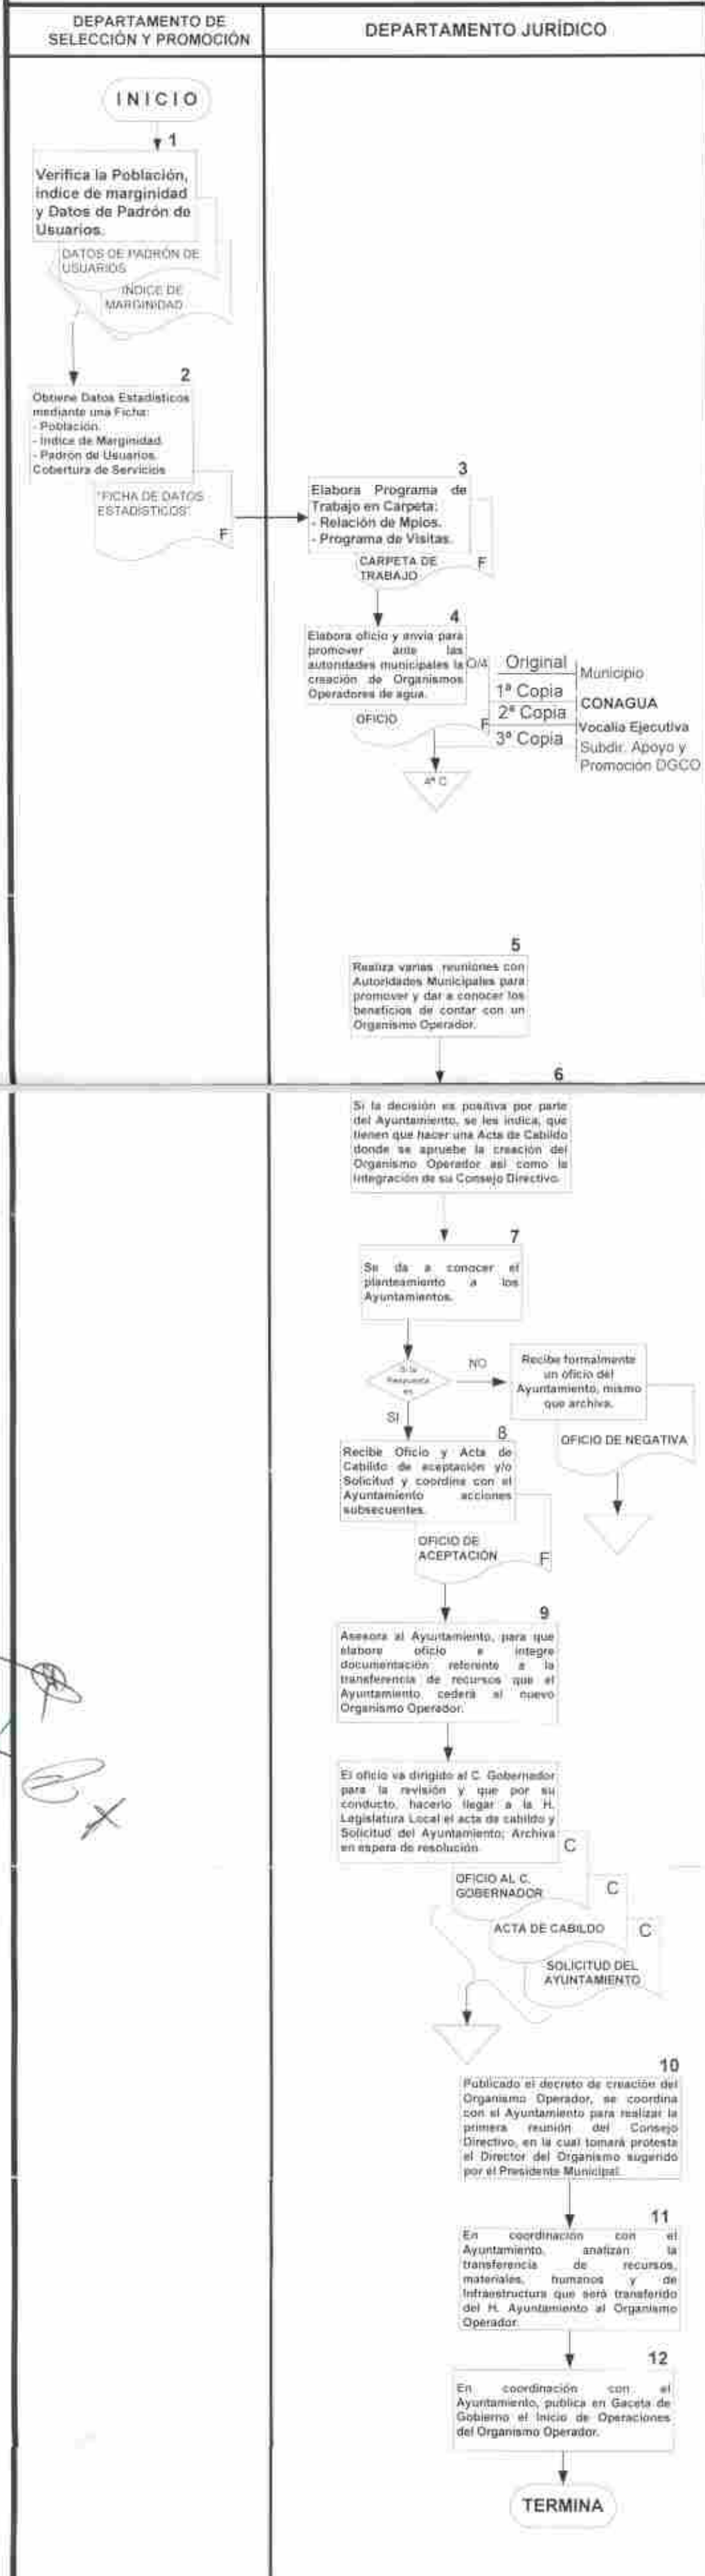 DEPARTAMENTO DE
SELECCIÓN Y PROMOCIÓN
DEPARTAMENTO JURÍDICO
INICIO
1
Verifica la Población,
indice de marginidad
y Datos de Padrón de
Usuarios.
DATOS DE PADRÓN DE
USUARIOS
INDICE DE
MARGINIDAD
2
Obtiene Datos Estadísticos
mediante una Ficha:
- Población.
- Indice de Marginidad.
- Padrón de Usuarios.
Cobertura de Servicios
"FICHA DE DATOS
ESTADISTICOS"
F
3
Elabora Programa de
Trabajo en Carpeta:
- Relación de Mpios.
- Programa de Visitas.
CARPETA DE
TRABAJO
F
4
Elabora oficio y envia para
promover ante las
autoridades municipales la
creación de Organismos
Operadores de agua.
O/4
OFICIO
F
Original
Municipio
1ª Copia
CONAGUA
2ª Copia
Vocalia Ejecutiva
3ª Copia
Subdir. Apoyo y
Promoción DGCO
4ª C
5
Realiza varias reuniones con
Autoridades Municipales para
promover y dar a conocer los
beneficios de contar con un
Organismo Operador.
6
Si la decisión es positiva por parte
del Ayuntamiento, se les indica, que
tienen que hacer una Acta de Cabildo
donde se apruebe la creación del
Organismo Operador así como la
integración de su Consejo Directivo.
7
Se da a conocer el
planteamiento a los
Ayuntamientos.
Si la
Respuesta
es
NO
Recibe formalmente
un oficio del
Ayuntamiento, mismo
que archiva.
OFICIO DE NEGATIVA
SI
8
Recibe Oficio y Acta de
Cabildo de aceptación y/o
Solicitud y coordina con el
Ayuntamiento acciones
subsecuentes.
OFICIO DE
ACEPTACIÓN
F
9
Asesora al Ayuntamiento, para que
elabore oficio e integre
documentación referente a la
transferencia de recursos que el
Ayuntamiento cederá al nuevo
Organismo Operador.
El oficio va dirigido al C. Gobernador
para la revisión y que por su
conducto, hacerlo llegar a la H.
Legislatura Local el acta de cabildo y
Solicitud del Ayuntamiento; Archiva
en espera de resolución.
C
OFICIO AL C.
GOBERNADOR
C
ACTA DE CABILDO
C
SOLICITUD DEL
AYUNTAMIENTO
10
Publicado el decreto de creación del
Organismo Operador, se coordina
con el Ayuntamiento para realizar la
primera reunión del Consejo
Directivo, en la cual tomará protesta
el Director del Organismo sugerido
por el Presidente Municipal.
11
En coordinación con el
Ayuntamiento, analizan la
transferencia de recursos,
materiales, humanos y de
Infraestructura que será transferido
del H. Ayuntamiento al Organismo
Operador.
12
En coordinación con el
Ayuntamiento, publica en Gaceta de
Gobierno el Inicio de Operaciones
del Organismo Operador.
TERMINA